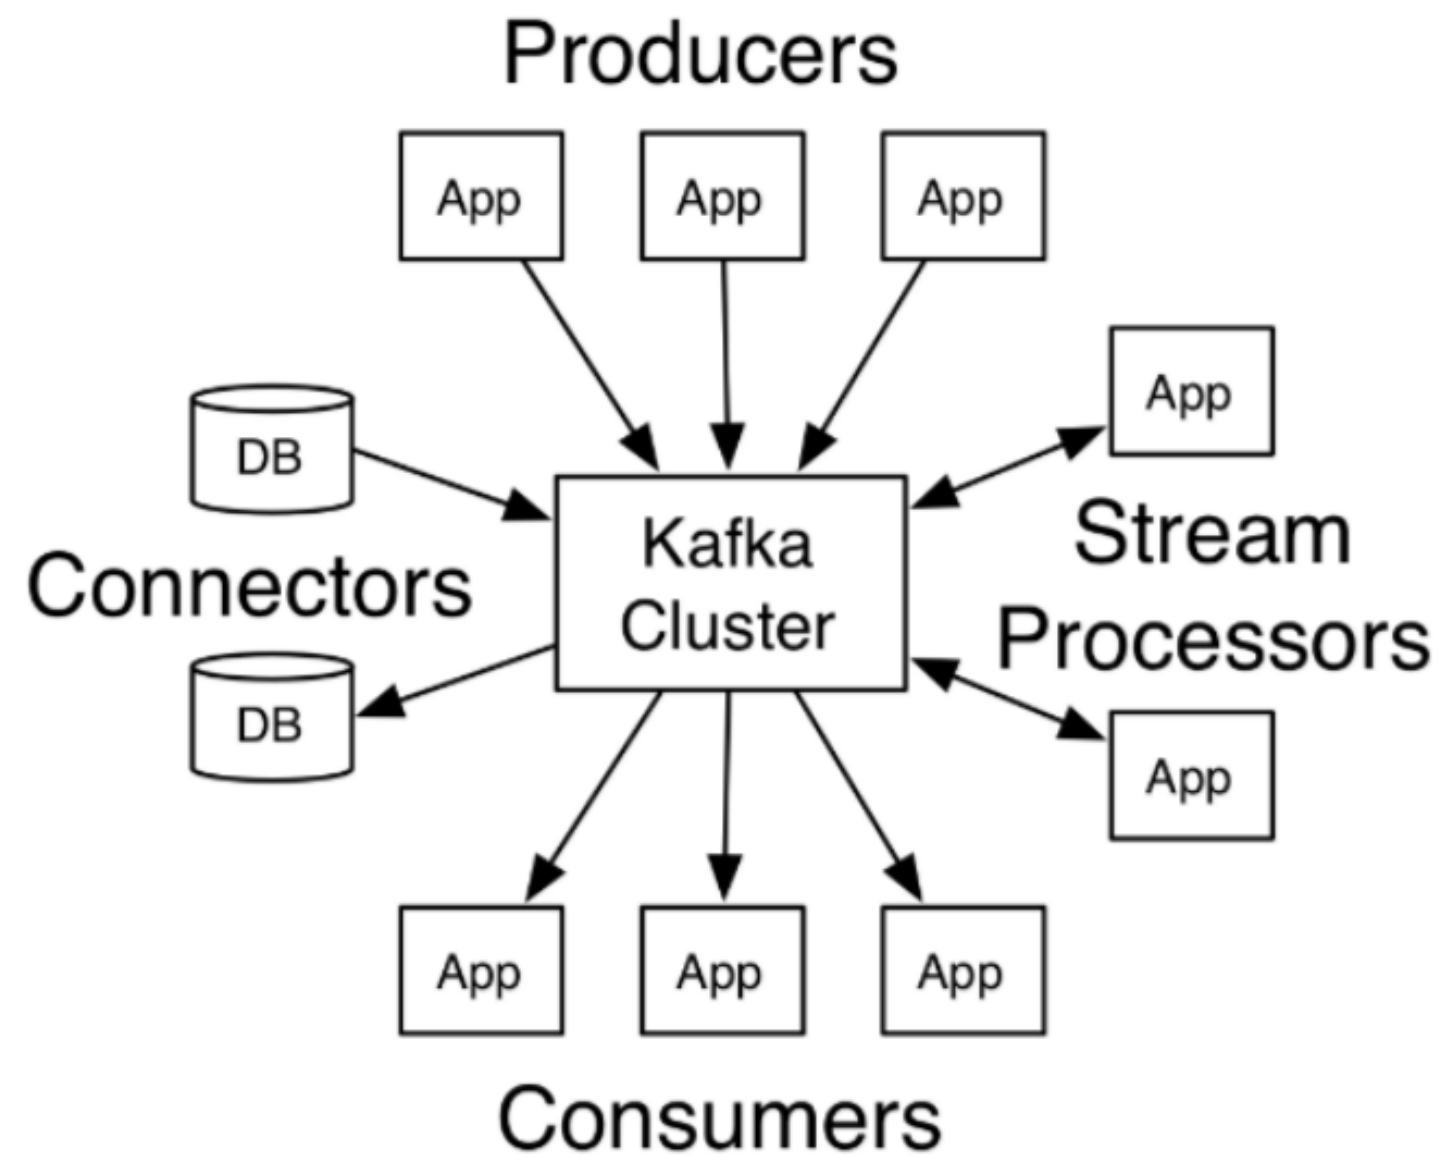 Producers
App
App
App
App
DB
Kafka
Cluster
Stream
Processors
Connectors
DB
App
App
App
App
Consumers